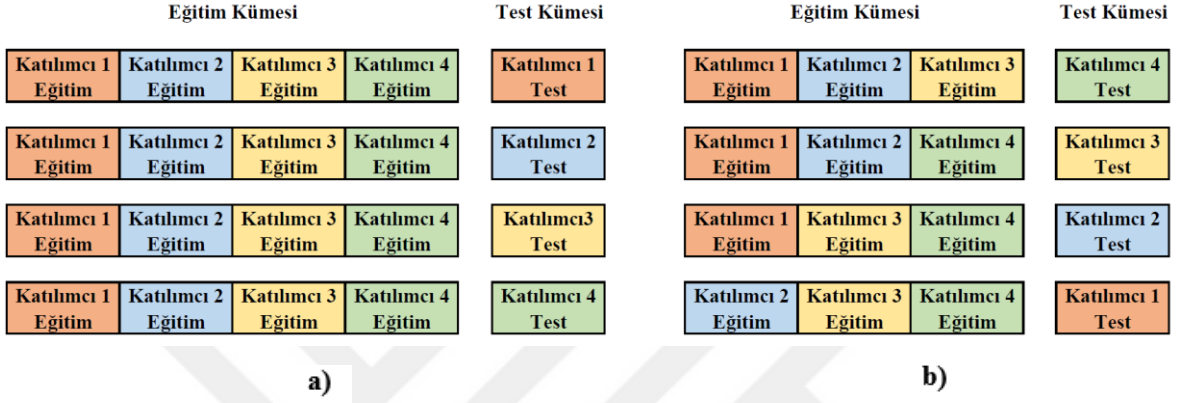 Eğitim Kümesi Test Kümesi Eğitim Kümesi Test Kümesi
Katılımcı 1 Katılımcı 2 Katılımcı 3 Katılımcı 4 Katılımcı 1 Katılımcı 1 Katılımcı 2 Katılımcı 3 Katılımcı 4
Eğitim Eğitim Eğitim Eğitim Test Eğitim Eğitim Eğitim Test
Katılımcı 1 Katılımcı 2 Katılımcı 3 Katılımcı 4 Katılımcı 2 Katılımcı 1 Katılımcı 2 Katılımcı 4 Katılımcı 3
Eğitim Eğitim Eğitim Eğitim Test Eğitim Eğitim Eğitim Test
Katılımcı 1 Katılımcı 2 Katılımcı 3 Katılımcı 4 Katılımcı3 Katılımcı 1 Katılımcı 3 Katılımcı 4 Katılımcı 2
Eğitim Eğitim Eğitim Eğitim Test Eğitim Eğitim Eğitim Test
Katılımcı 1 Katılımcı 2 Katılımcı 3 Katılımcı 4 Katılımcı 4 Katılımcı 2 Katılımcı 3 Katılımcı 4 Katılımcı 1
Eğitim Eğitim Eğitim Eğitim Test Eğitim Eğitim Eğitim Test
a) b)